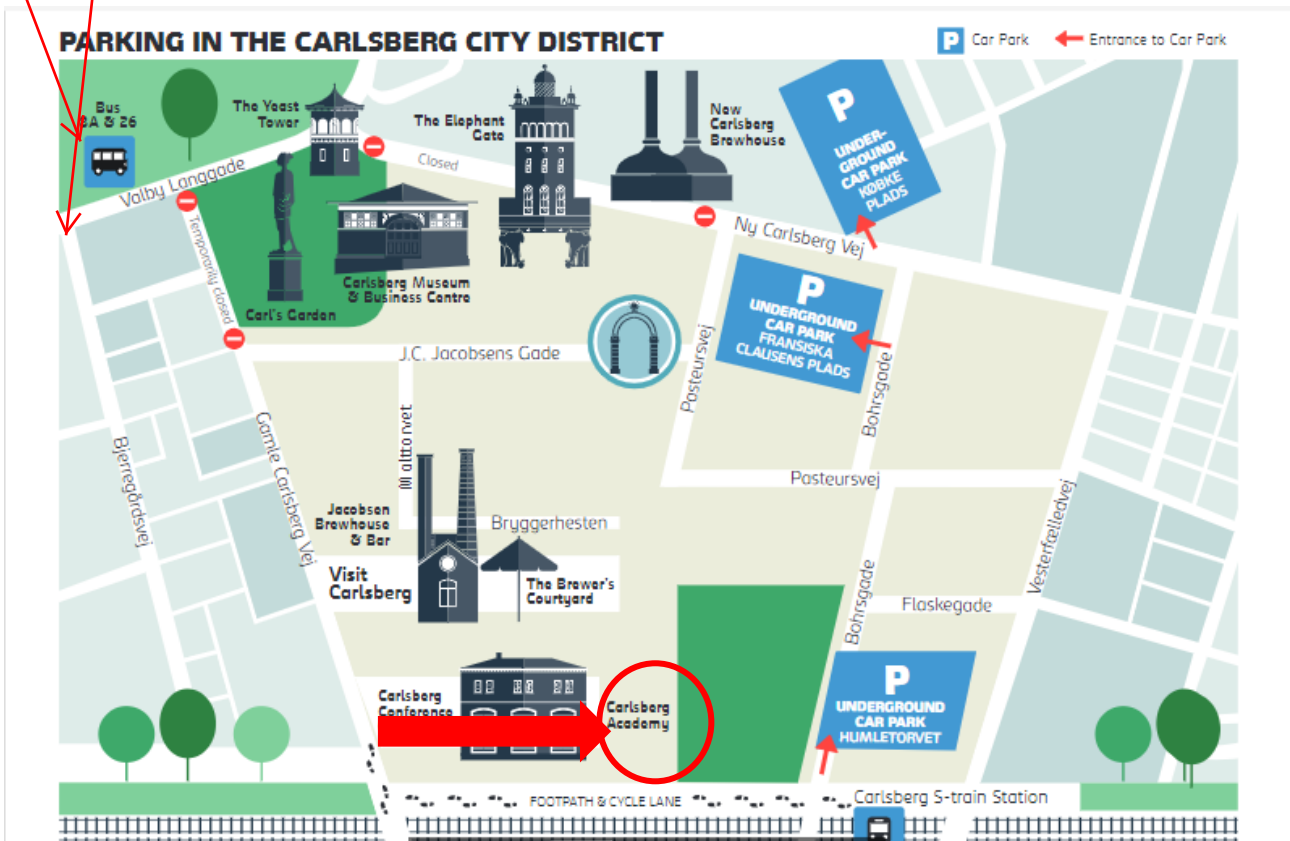 PARKING IN THE CARLSBERG CITY DISTRICT
P Car Park
Entrance to Car Park
Bus
& 26
Valby Langgade
The Yeast
Tower
Closed
The Elephant
Gate
New
Carlsberg
Brewhouse
P
UNDER-
GROUND
CAR PARK
KØBKE
PLADS
Temporarily closed
Carl's Garden
Carlsberg Museum
& Business Centre
Ny Carlsberg Vej
P
UNDERGROUND
CAR PARK
FRANSISKA
CLAUSENS PLADS
J.C. Jacobsens Gade
Pasteursvej
Bohrsgade
Malttorvet
Gamle Carlsberg Vej
Bjerregårdsvej
Pasteursvej
Vesterfælledvej
Jacobsen
Brewhouse
& Bar
Bryggerhesten
Visit
Carlsberg
The Brewer's
Courtyard
Bohrsgade
Flaskegade
Carlsberg
Conference
Carlsberg
Academy
P
UNDERGROUND
CAR PARK
HUMLETORVET
FOOTPATH & CYCLE LANE
Carlsberg S-train Station